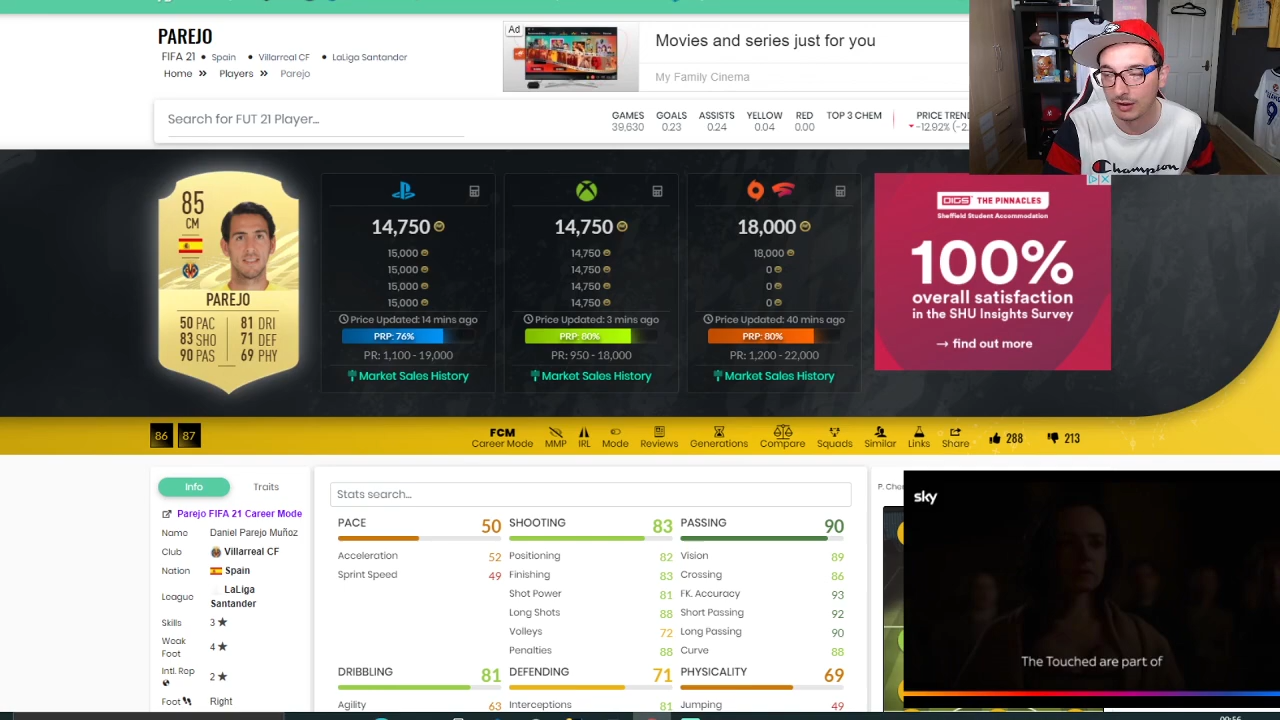 PAREJO
FIFA 21 • Spain • Villarreal CF • LaLiga Santander
Home » Players » Parejo
Ad
Movies and series just for you
My Family Cinema
Search for FUT 21 Player...
GAMES GOALS ASSISTS YELLOW RED TOP 3 CHEM PRICE TREND
39,630 0.23 0.24 0.04 0.00 -12.92% (-2.
85
CM
PAREJO
50 PAC 81 DRI
83 SHO 71 DEF
90 PAS 69 PHY
14,750
15,000
15,000
15,000
15,000
Price Updated: 14 mins ago
PRP: 76%
PR: 1,100 - 19,000
Market Sales History
14,750
14,750
14,750
14,750
14,750
Price Updated: 3 mins ago
PRP: 80%
PR: 950 - 18,000
Market Sales History
18,000
18,000
0
0
0
Price Updated: 40 mins ago
PRP: 80%
PR: 1,200 - 22,000
Market Sales History
Champion
DIGS THE PINNACLES
Sheffield Student Accommodation
100%
overall satisfaction
in the SHU Insights Survey
→ find out more
86 87
FCM
Career Mode MMP IRL Mode Reviews Generations Compare Squads Similar Links Share 288 213
Info Traits
Parejo FIFA 21 Career Mode
Name Daniel Parejo Muñoz
Club Villarreal CF
Nation Spain
League LaLiga Santander
Skills 3 ★
Weak Foot 4 ★
Intl. Rep 2 ★
Foot Right
Stats search...
PACE 50
Acceleration 52
Sprint Speed 49
SHOOTING 83
Positioning 82
Finishing 83
Shot Power 81
Long Shots 88
Volleys 72
Penalties 88
PASSING 90
Vision 89
Crossing 86
FK. Accuracy 93
Short Passing 92
Long Passing 90
Curve 88
DRIBBLING 81
Agility 63
DEFENDING 71
Interceptions 81
PHYSICALITY 69
Jumping 49
P. Che
sky
The Touched are part of